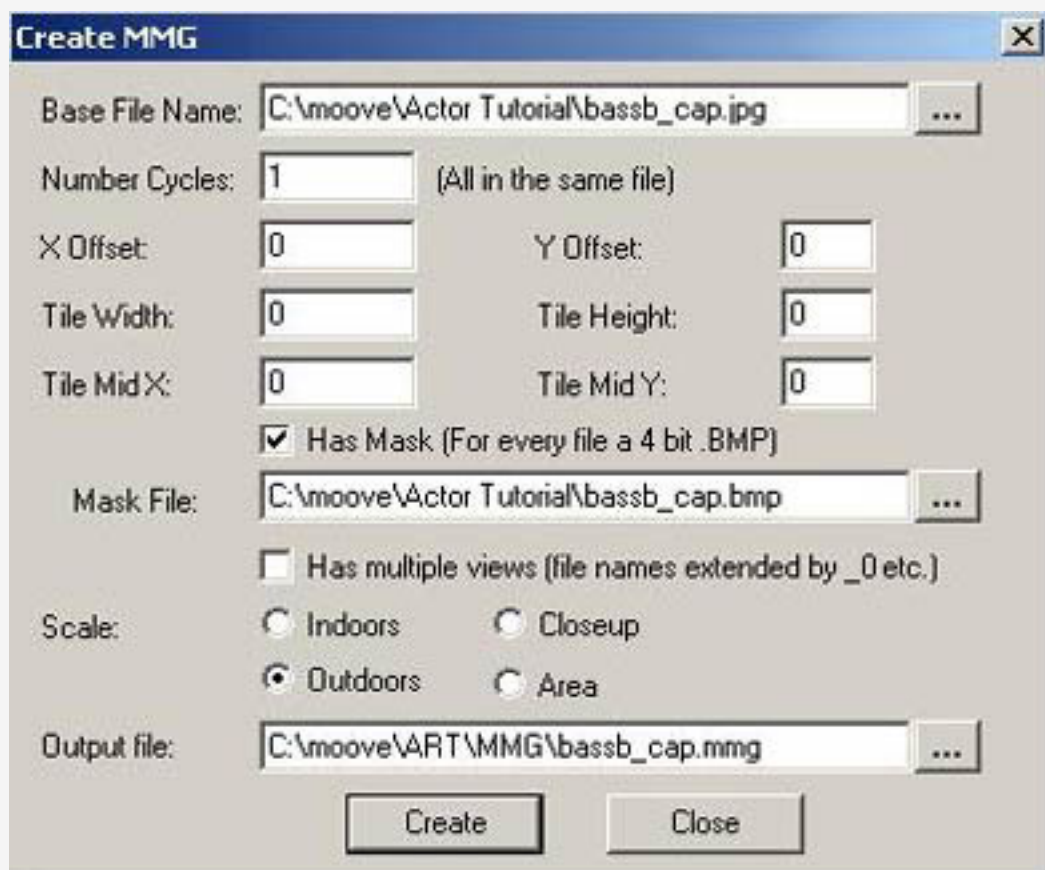 Create MMG
Base File Name: C:\moove\Actor Tutorial\bassb_cap.jpg ...
Number Cycles: 1 (All in the same file)
X Offset: 0 Y Offset: 0
Tile Width: 0 Tile Height: 0
Tile Mid X: 0 Tile Mid Y: 0
Has Mask (For every file a 4 bit .BMP)
Mask File: C:\moove\Actor Tutorial\bassb_cap.bmp ...
Has multiple views (file names extended by _0 etc.)
Scale: Indoors Closeup
Outdoors Area
Output file: C:\moove\ART\MMG\bassb_cap.mmg ...
Create Close